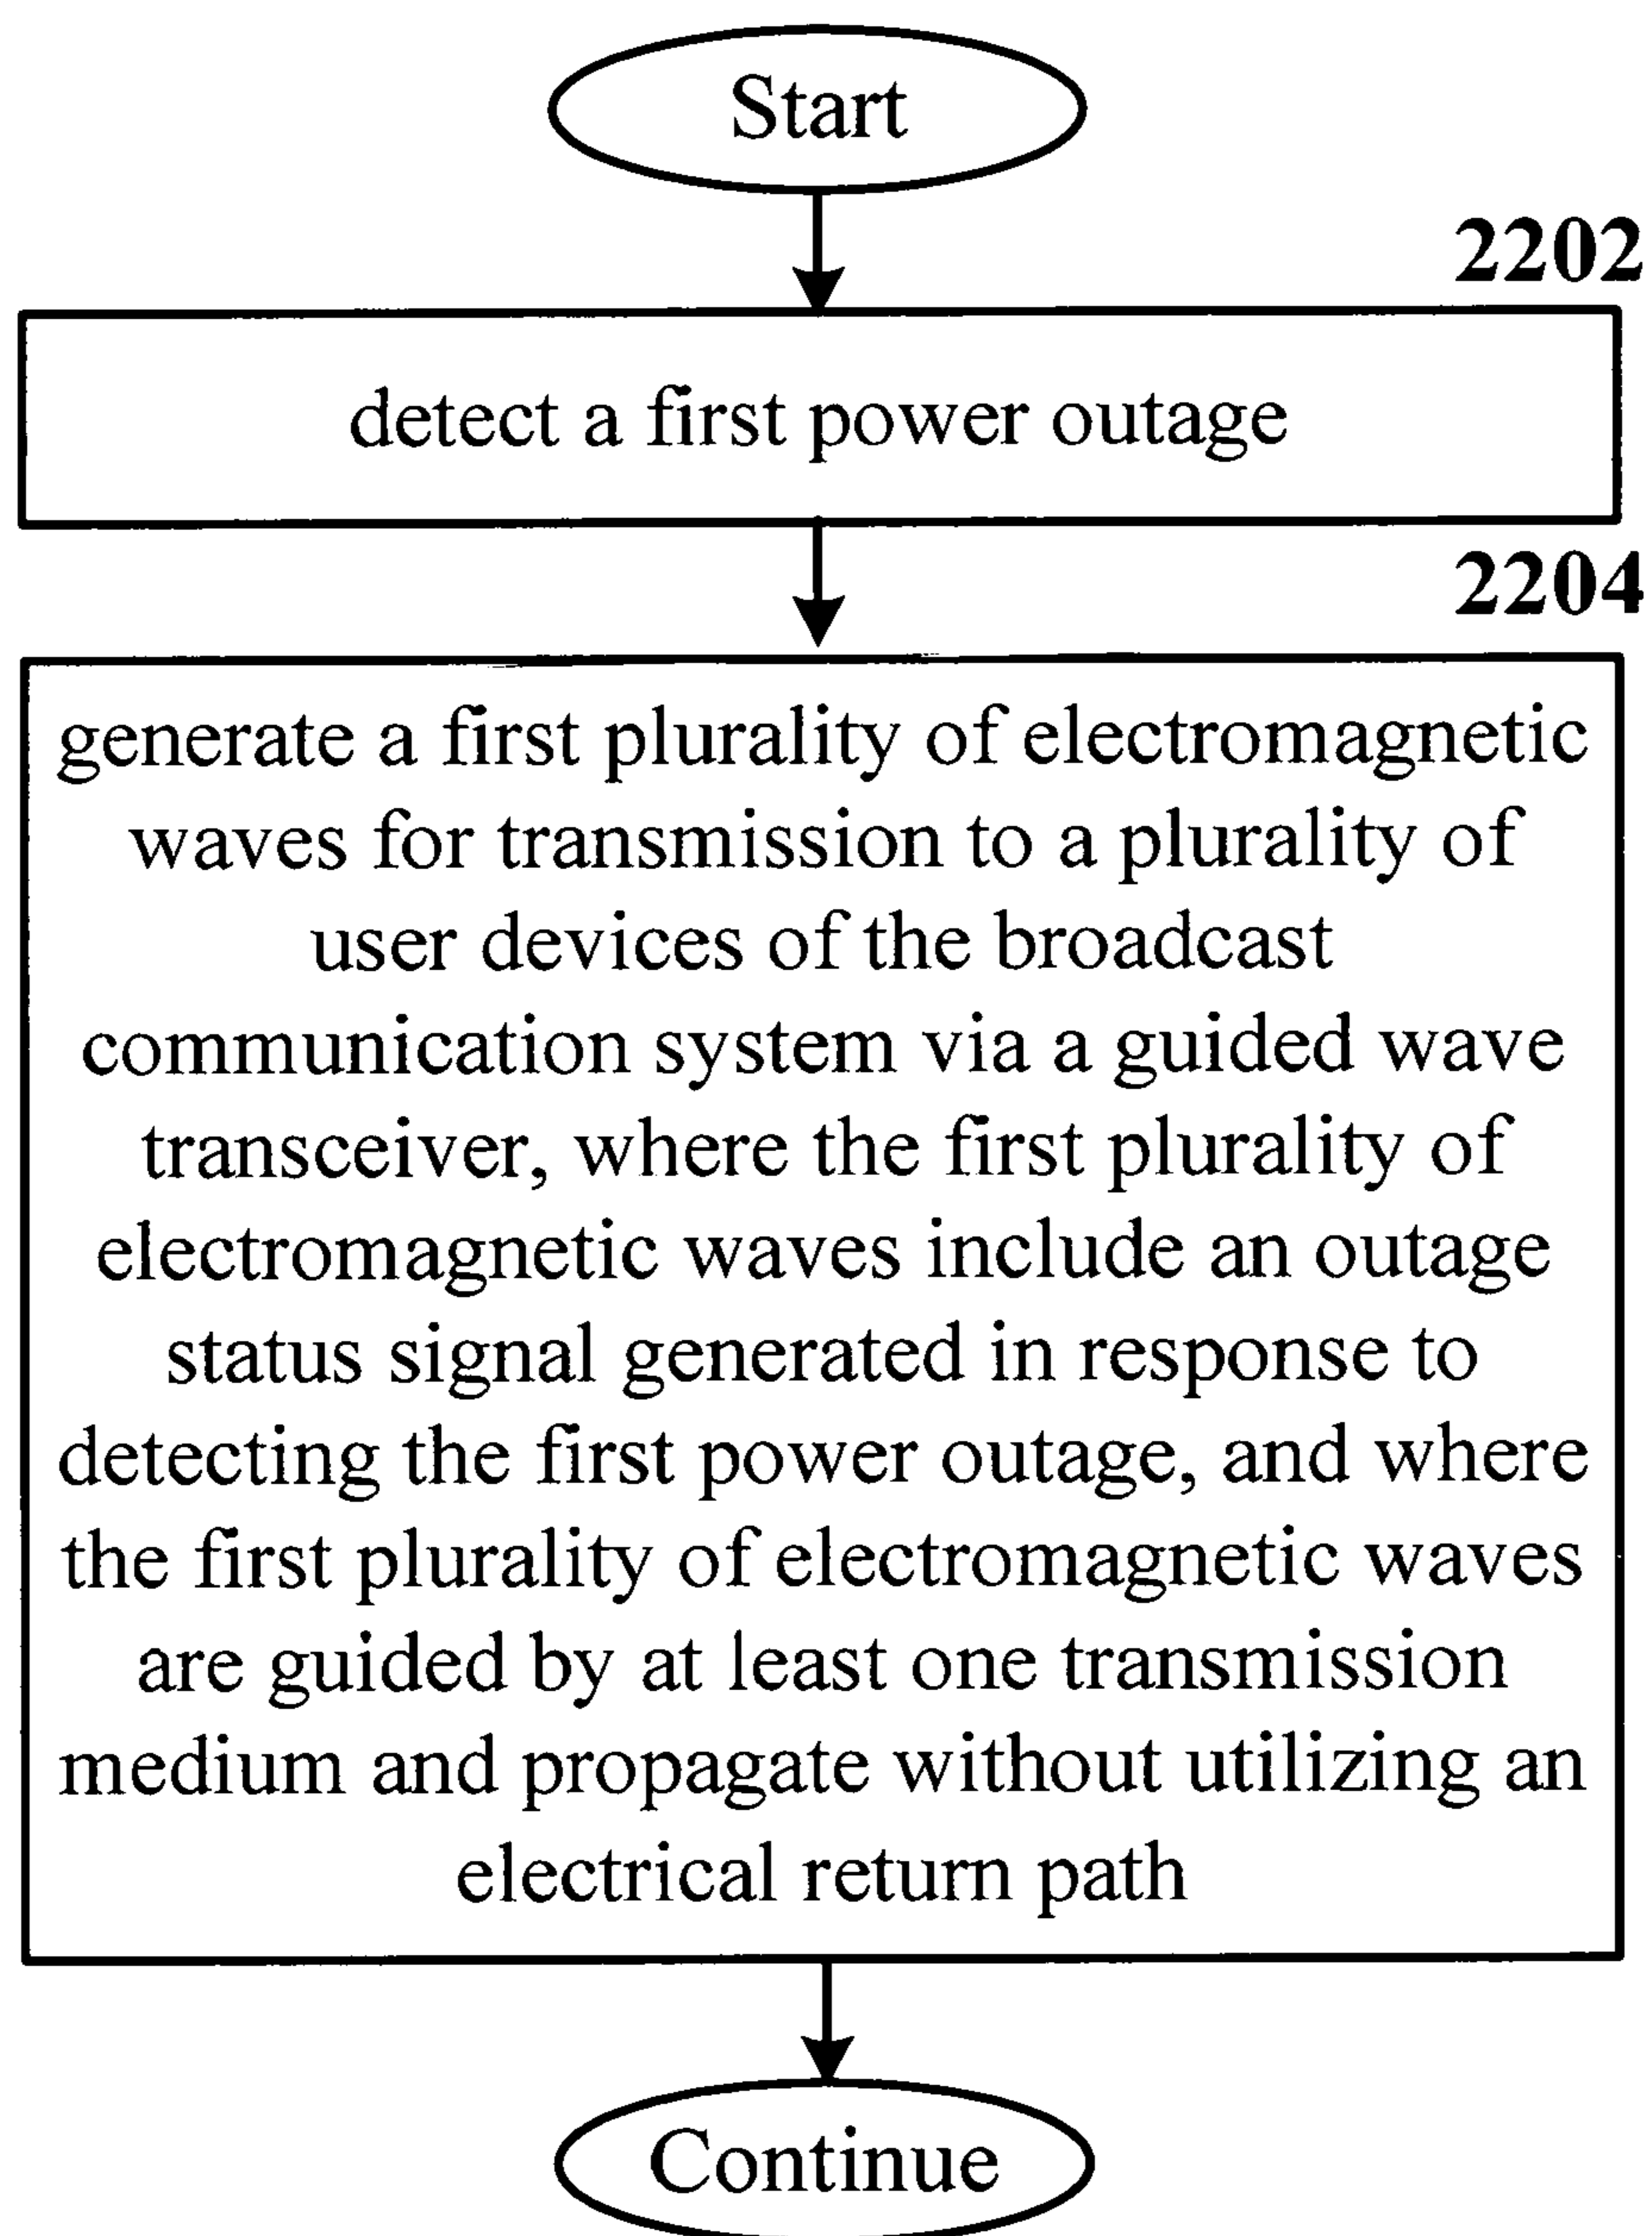 Start
2202
detect a first power outage
2204
generate a first plurality of electromagnetic
waves for transmission to a plurality of
user devices of the broadcast
communication system via a guided wave
transceiver, where the first plurality of
electromagnetic waves include an outage
status signal generated in response to
detecting the first power outage, and where
the first plurality of electromagnetic waves
are guided by at least one transmission
medium and propagate without utilizing an
electrical return path
Continue